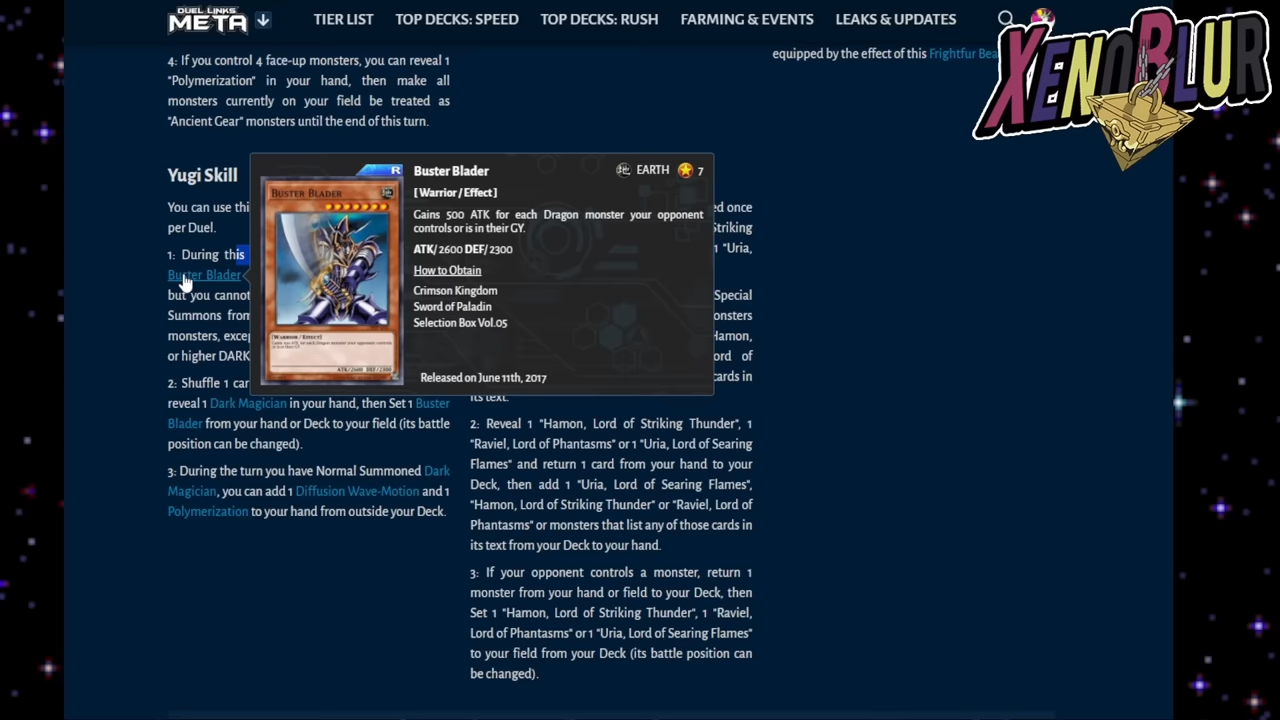 DUEL LINKS
META
TIER LIST
TOP DECKS: SPEED
TOP DECKS: RUSH
FARMING & EVENTS
LEAKS & UPDATES
XENOBLUR
4: If you control 4 face-up monsters, you can reveal 1
"Polymerization" in your hand, then make all
monsters currently on your field be treated as
"Ancient Gear" monsters until the end of this turn.
equipped by the effect of this Frightfur Bea
Yugi Skill
You can use thi
per Duel.
1: During this
Buster Blader
but you cannot
Summons from
monsters, excep
or higher DARK
2: Shuffle 1 car
reveal 1 Dark Magician in your hand, then Set 1 Buster
Blader from your hand or Deck to your field (its battle
position can be changed).
3: During the turn you have Normal Summoned Dark
Magician, you can add 1 Diffusion Wave-Motion and 1
Polymerization to your hand from outside your Deck.
R
BUSTER BLADER
[WARRIOR / EFFECT]
ATK/2600 DEF/2300
Buster Blader
EARTH
7
[ Warrior / Effect ]
Gains 500 ATK for each Dragon monster your opponent
controls or is in their GY.
ATK/ 2600 DEF/ 2300
How to Obtain
Crimson Kingdom
Sword of Paladin
Selection Box Vol.05
Released on June 11th, 2017
ed once
Striking
1 "Uria,
Special
onsters
Hamon,
ord of
cards in
its text.
2: Reveal 1 "Hamon, Lord of Striking Thunder", 1
"Raviel, Lord of Phantasms" or 1 "Uria, Lord of Searing
Flames" and return 1 card from your hand to your
Deck, then add 1 "Uria, Lord of Searing Flames",
"Hamon, Lord of Striking Thunder" or "Raviel, Lord of
Phantasms" or monsters that list any of those cards in
its text from your Deck to your hand.
3: If your opponent controls a monster, return 1
monster from your hand or field to your Deck, then
Set 1 "Hamon, Lord of Striking Thunder", 1 "Raviel,
Lord of Phantasms" or 1 "Uria, Lord of Searing Flames"
to your field from your Deck (its battle position can
be changed).